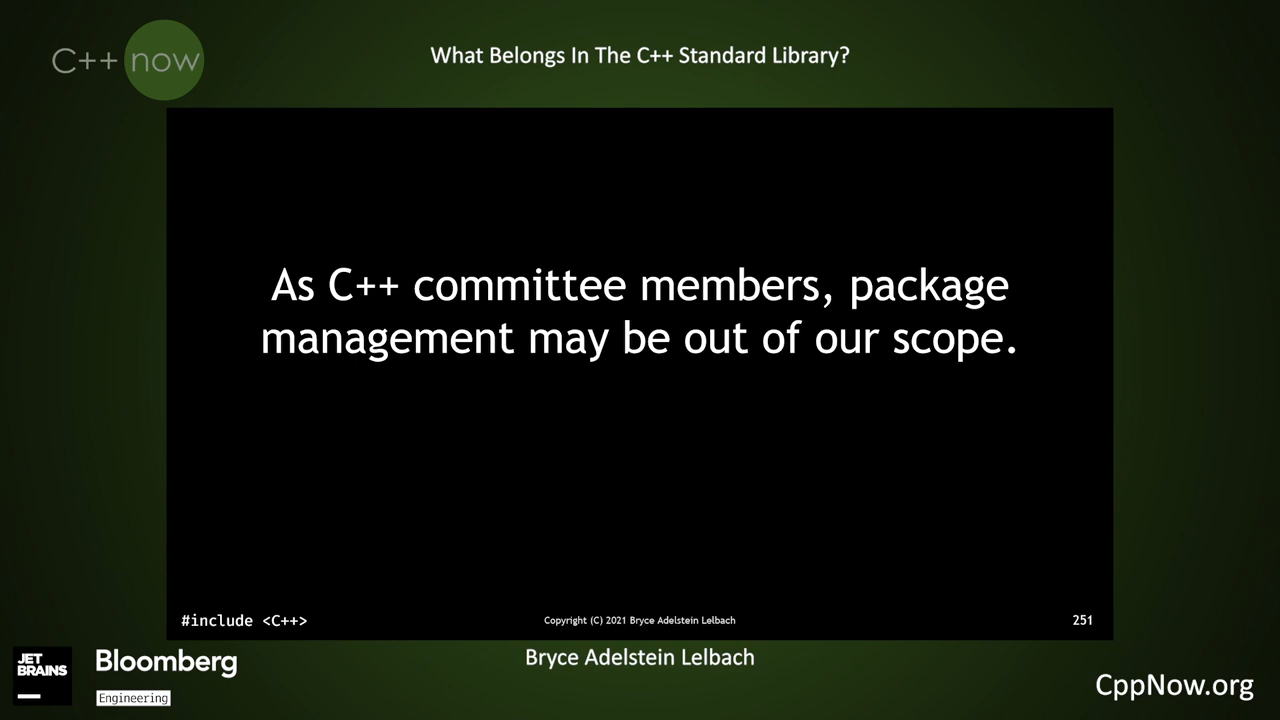 C++ now
What Belongs In The C++ Standard Library?
As C++ committee members, package
management may be out of our scope.
#include <C++>
Copyright (C) 2021 Bryce Adelstein Lelbach
251
JET
BRAINS
Bloomberg
Engineering
Bryce Adelstein Lelbach
CppNow.org